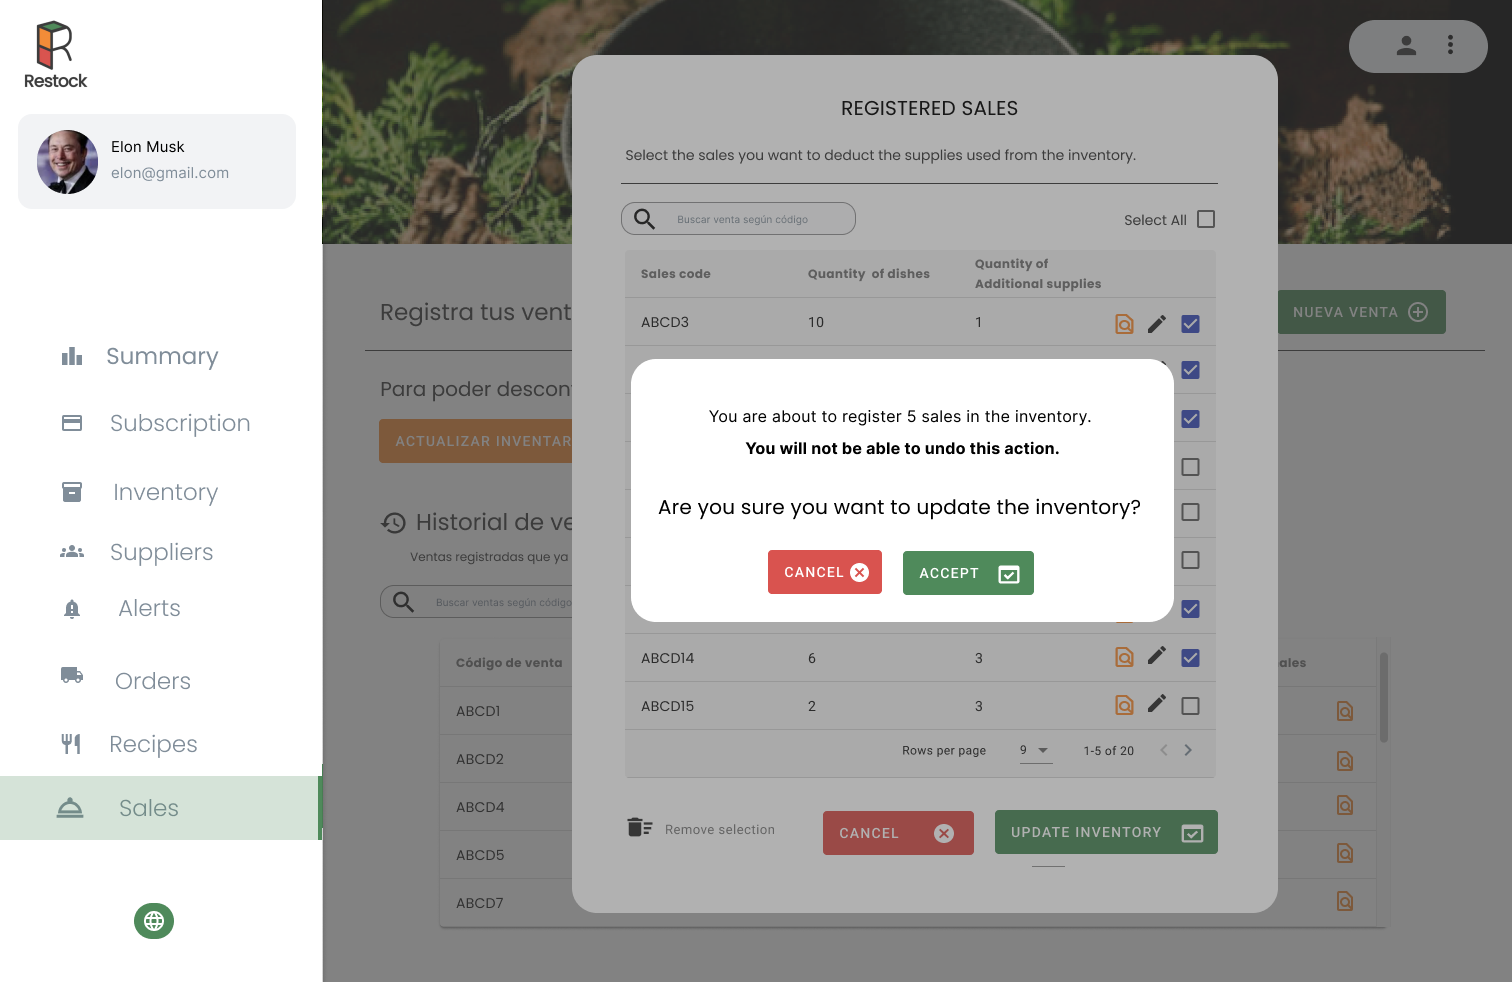 Restock
Elon Musk
elon@gmail.com
Summary
Subscription
Inventory
Suppliers
Alerts
Orders
Recipes
Sales
REGISTERED SALES
Select the sales you want to deduct the supplies used from the inventory.
Buscar venta según código
Select All
Sales code Quantity of dishes Quantity of
Additional supplies
ABCD3 10 1
You are about to register 5 sales in the inventory.
You will not be able to undo this action.
Are you sure you want to update the inventory?
CANCEL ACCEPT
ABCD14 6 3
ABCD15 2 3
Rows per page 9 1-5 of 20
Remove selection CANCEL UPDATE INVENTORY
Registra tus vent
NUEVA VENTA
Para poder descon
ACTUALIZAR INVENTAR
Historial de ve
Ventas registradas que ya
Buscar ventas según código
Código de venta ales
ABCD1
ABCD2
ABCD4
ABCD5
ABCD7